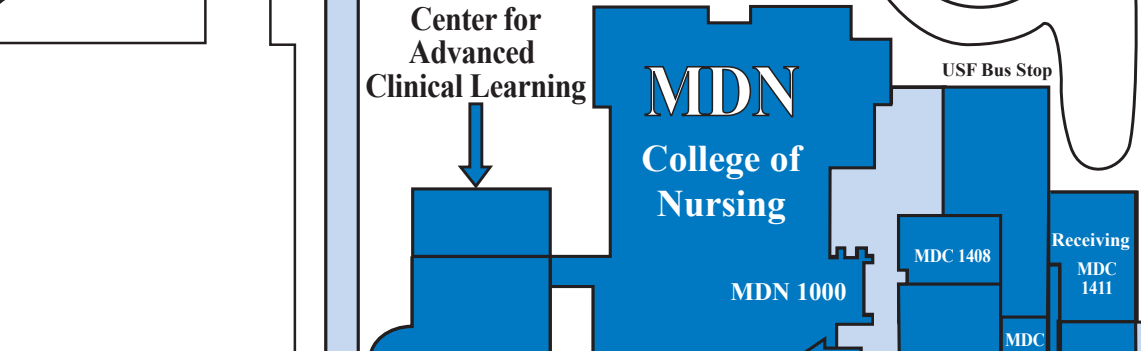 Center for
Advanced
Clinical Learning
MDN
College of
Nursing
MDN 1000
USF Bus Stop
MDC 1408
Receiving
MDC
1411
MDC